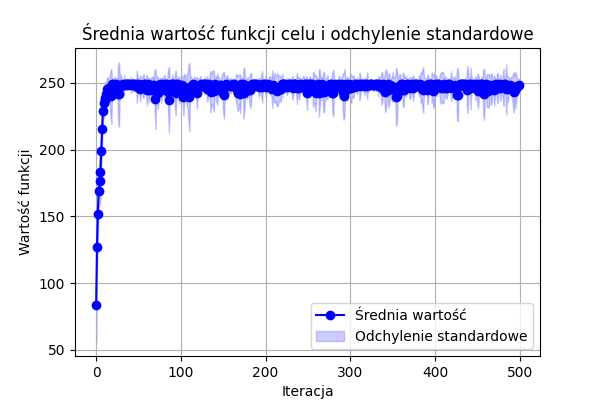 Średnia wartość funkcji celu i odchylenie standardowe
250
200
150
100
50
Wartość funkcji
0 100 200 300 400 500
Iteracja
Średnia wartość
Odchylenie standardowe